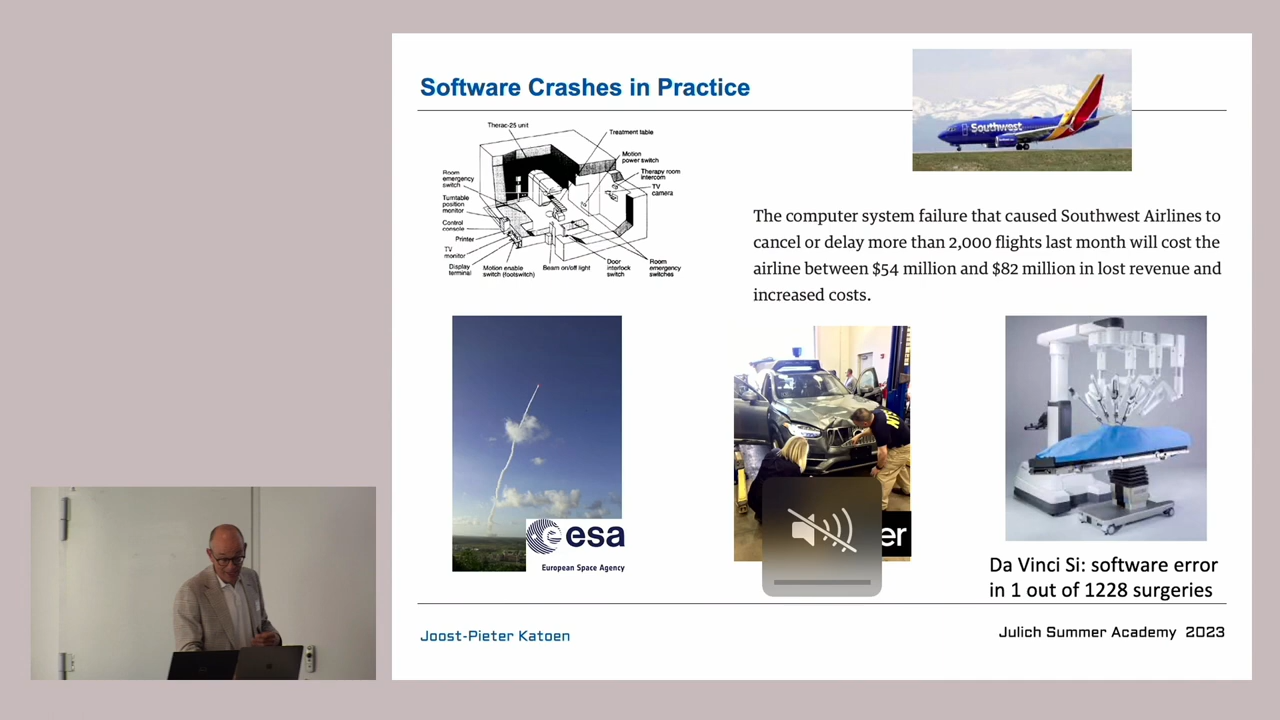 Software Crashes in Practice
Southwest
Therac-25 unit
Treatment table
Motion
power switch
Therapy room
intercom
TV
camera
Room
emergency
switch
Turntable
position
monitor
Control
console
Printer
TV
monitor
Display
terminal
Motion enable
switch (footswitch)
Beam on/off light
Door
interlock
switch
Room
emergency
switches
The computer system failure that caused Southwest Airlines to
cancel or delay more than 2,000 flights last month will cost the
airline between $54 million and $82 million in lost revenue and
increased costs.
esa
European Space Agency
er
Da Vinci Si: software error
in 1 out of 1228 surgeries
Joost-Pieter Katoen
Julich Summer Academy 2023